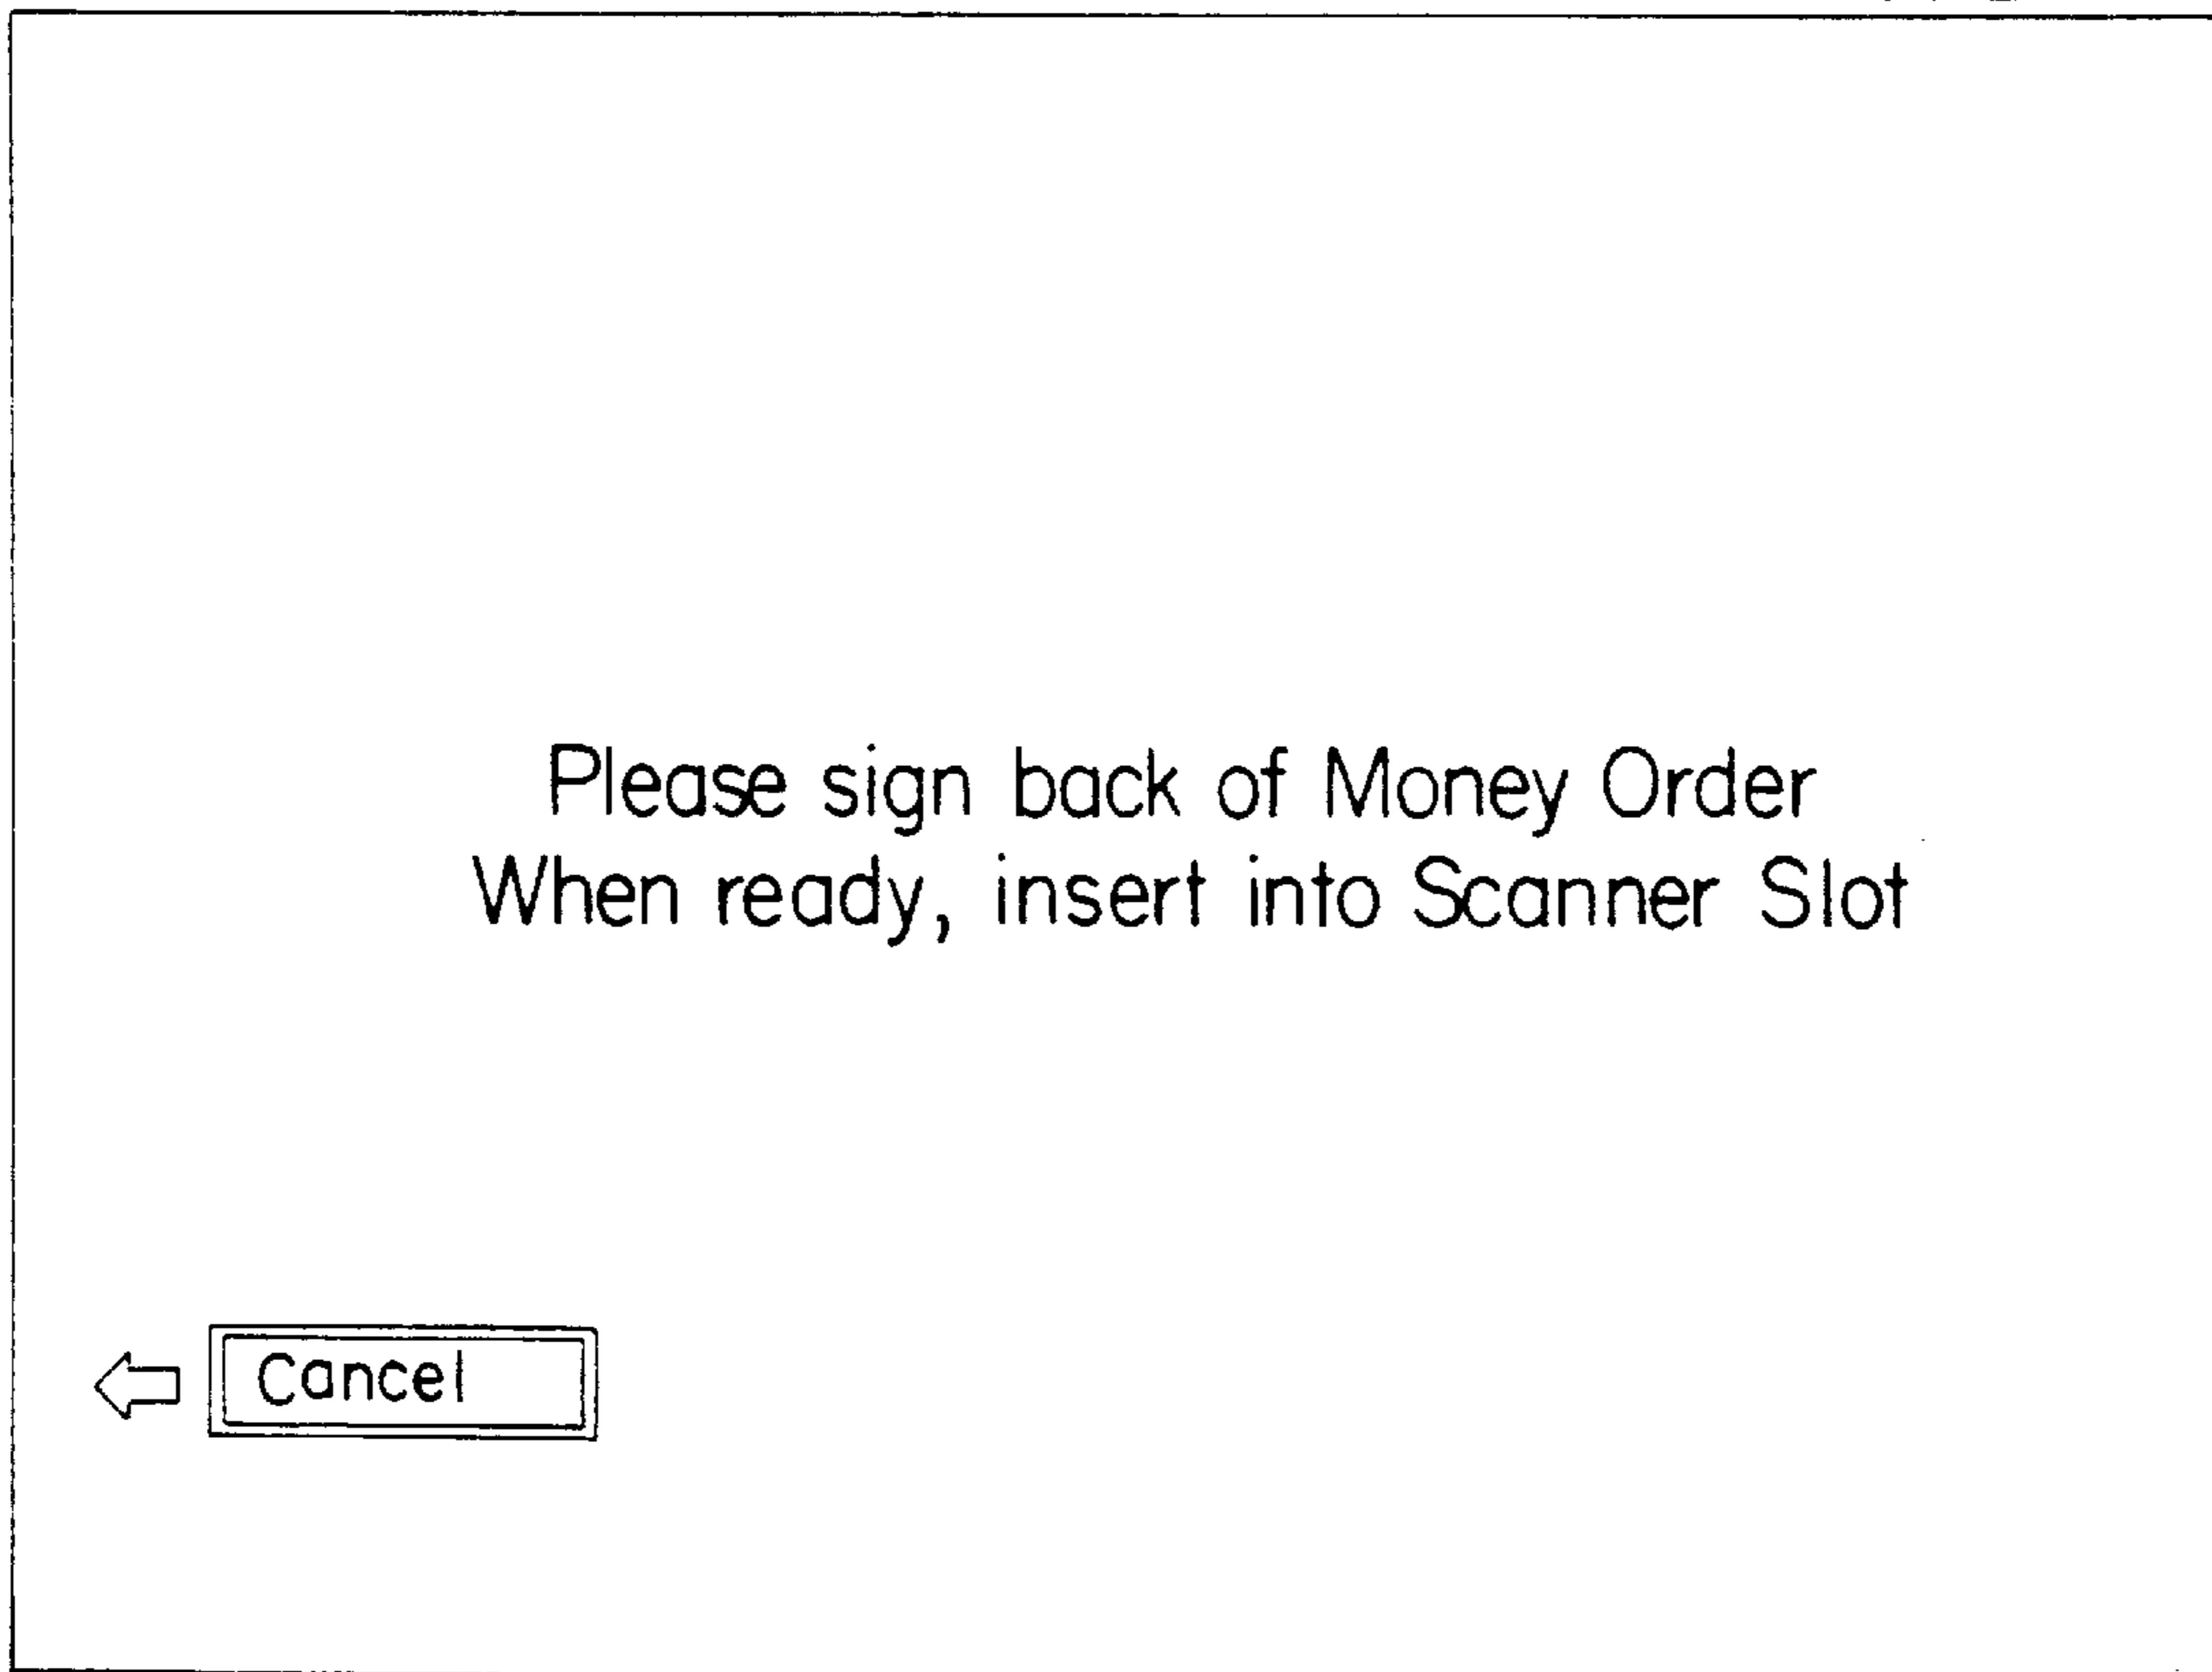 Please sign back of Money Order
When ready, insert into Scanner Slot
Cancel